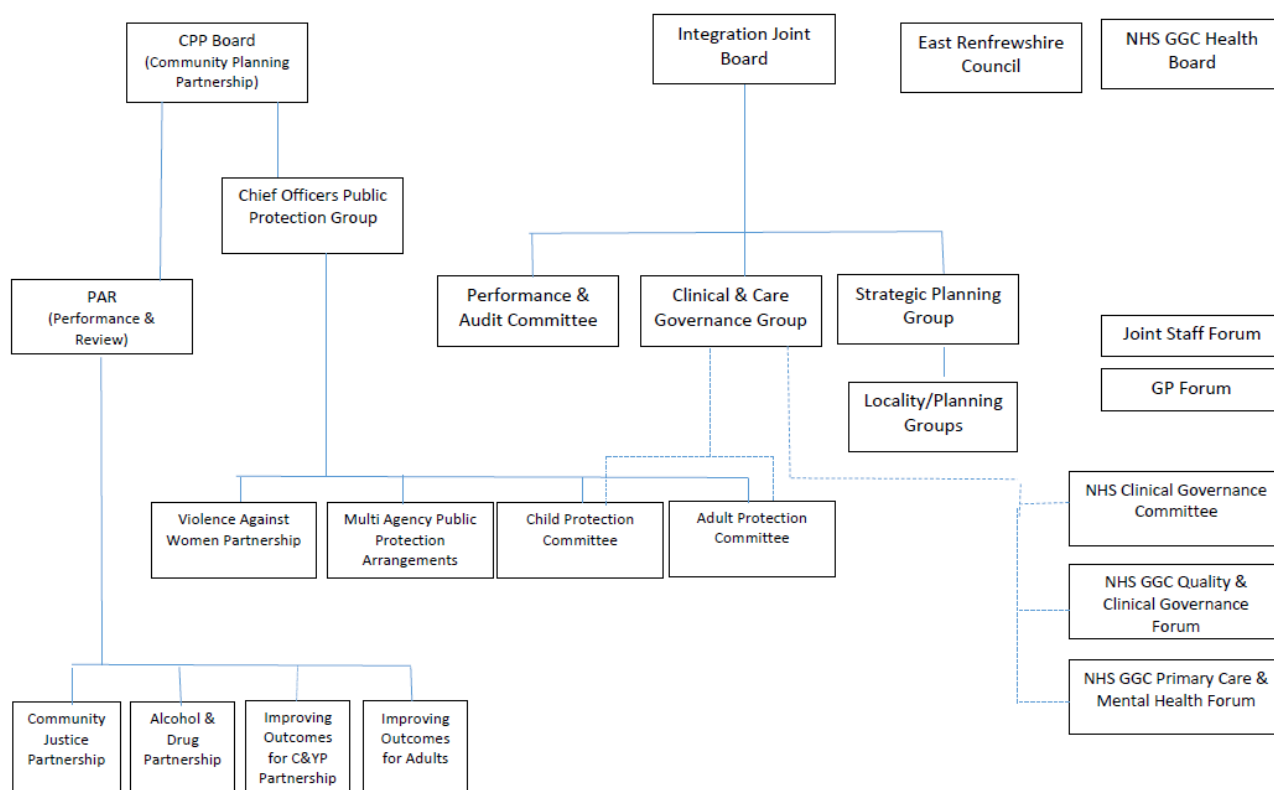 CPP Board
(Community Planning
Partnership)
Integration Joint
Board
East Renfrewshire
Council
NHS GGC Health
Board
Chief Officers Public
Protection Group
PAR
(Performance &
Review)
Performance &
Audit Committee
Clinical & Care
Governance Group
Strategic Planning
Group
Joint Staff Forum
GP Forum
Locality/Planning
Groups
Violence Against
Women Partnership
Multi Agency Public
Protection
Arrangements
Child Protection
Committee
Adult Protection
Committee
NHS Clinical Governance
Committee
NHS GGC Quality &
Clinical Governance
Forum
NHS GGC Primary Care &
Mental Health Forum
Community
Justice
Partnership
Alcohol &
Drug
Partnership
Improving
Outcomes
for C&YP
Partnership
Improving
Outcomes
for Adults